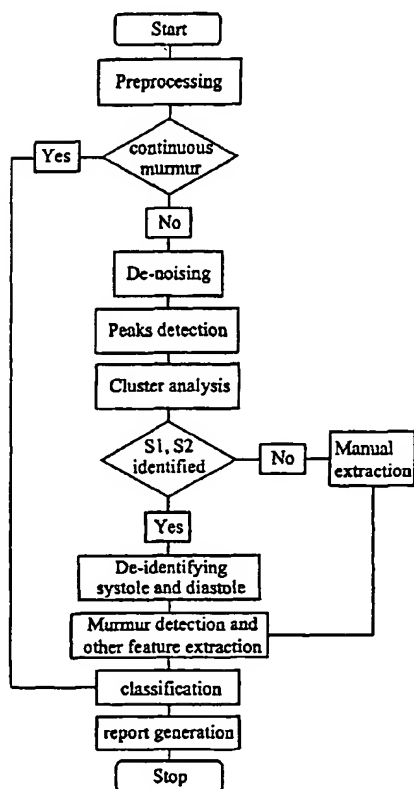 Start
Preprocessing
continuous
murmur
Yes
No
De-noising
Peaks detection
Cluster analysis
S1, S2
identified
No
Manual
extraction
Yes
De-identifying
systole and diastole
Murmur detection and
other feature extraction
classification
report generation
Stop